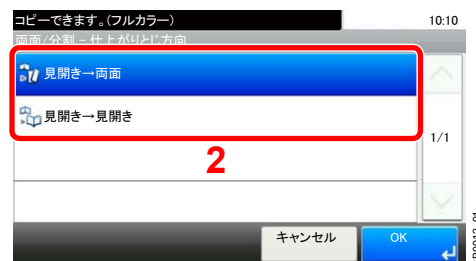 コピーできます。(フルカラー) 10:10
両面/分割 - 仕上がりとじ方向
見開き→両面
見開き→見開き
1/1
2
キャンセル OK